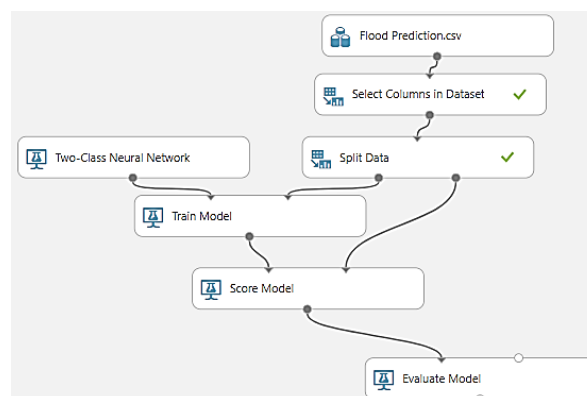 Flood Prediction.csv
Select Columns in Dataset
Two-Class Neural Network
Split Data
Train Model
Score Model
Evaluate Model